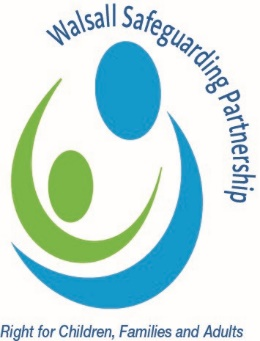 Walsall Safeguarding Partnership
Right for Children, Families and Adults